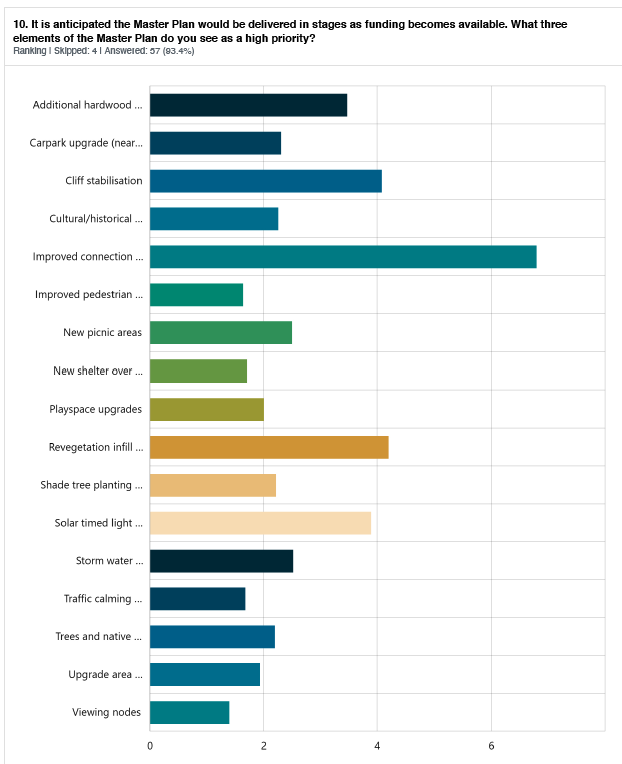 10. It is anticipated the Master Plan would be delivered in stages as funding becomes available. What three
elements of the Master Plan do you see as a high priority?
Ranking | Skipped: 4 | Answered: 57 (93.4%)
Additional hardwood ...
Carpark upgrade (near...
Cliff stabilisation
Cultural/historical ...
Improved connection ...
Improved pedestrian ...
New picnic areas
New shelter over ...
Playspace upgrades
Revegetation infill ...
Shade tree planting ...
Solar timed light ...
Storm water ...
Traffic calming ...
Trees and native ...
Upgrade area ...
Viewing nodes
0 2 4 6